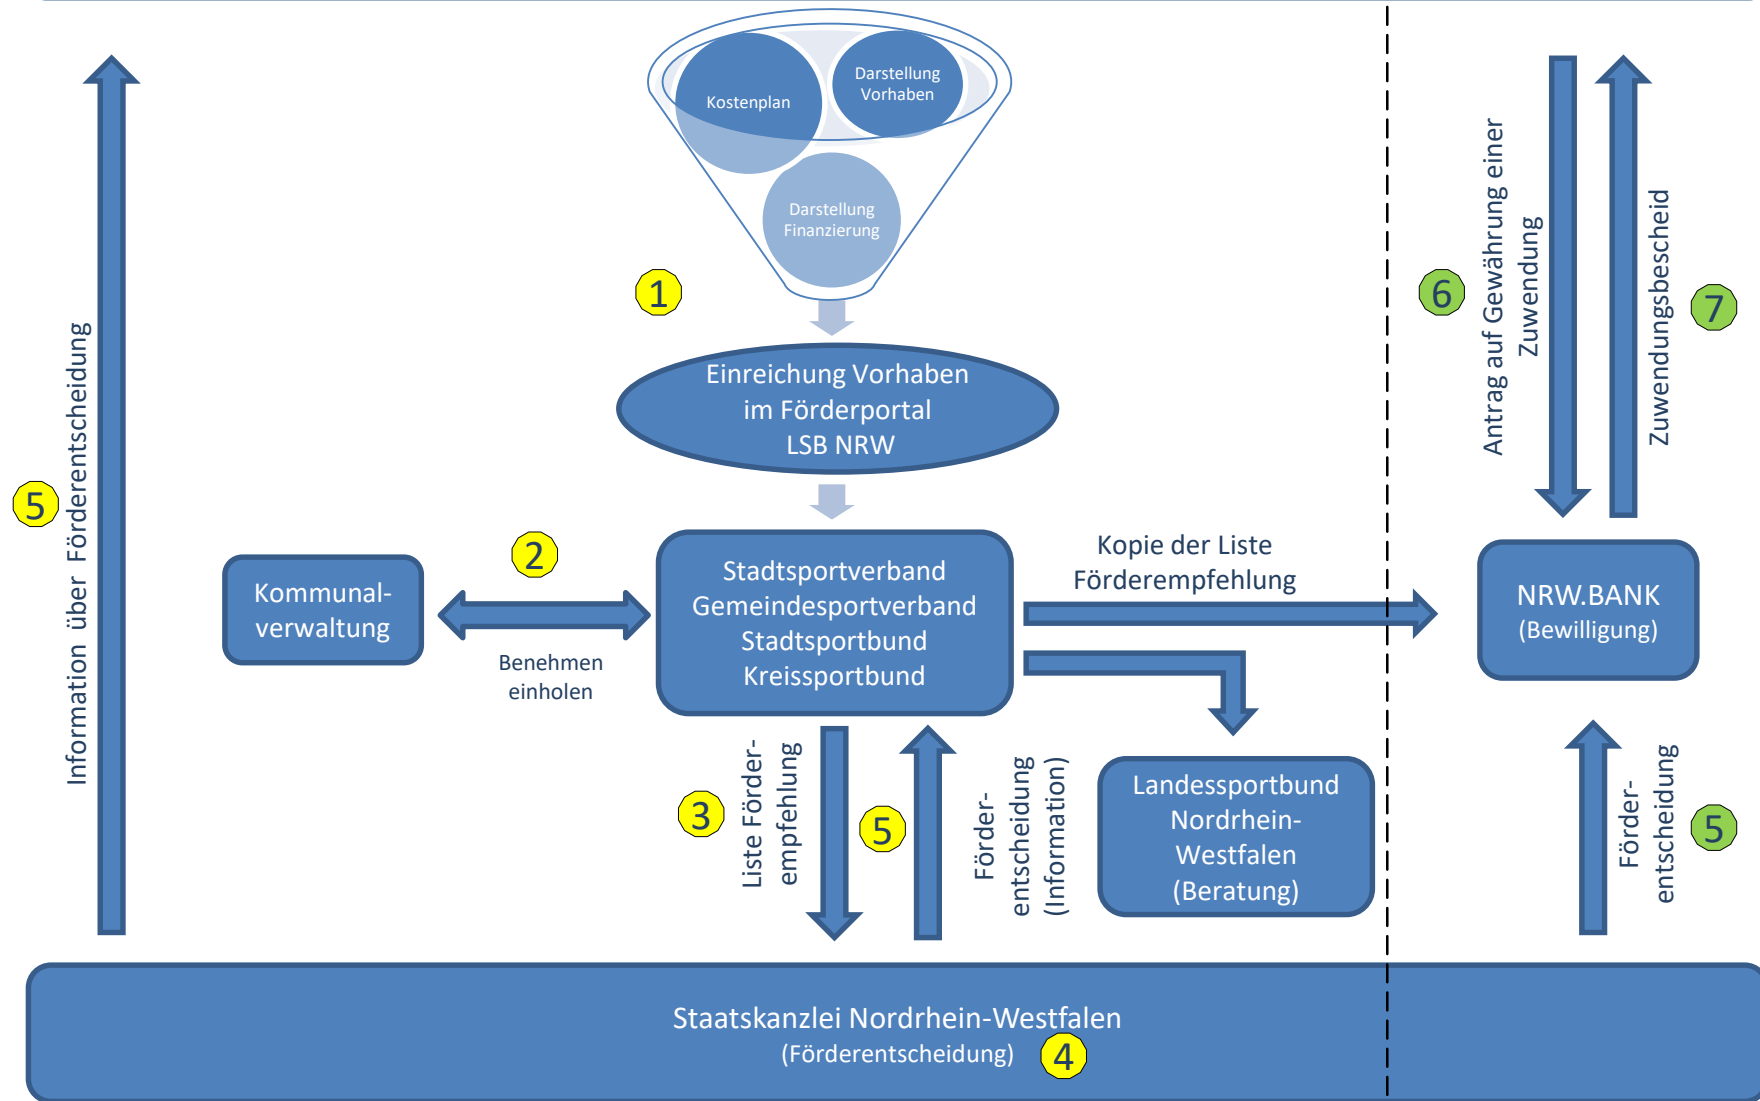 Kostenplan
Darstellung
Vorhaben
Darstellung
Finanzierung
1
Einreichung Vorhaben
im Förderportal
LSB NRW
5
Information über Förderentscheidung
Kommunal-
verwaltung
2
Benehmen
einholen
Stadtsportverband
Gemeindesportverband
Stadtsportbund
Kreissportbund
Kopie der Liste
Förderempfehlung
3
Liste Förder-
empfehlung
5
Förder-
entscheidung
(Information)
Landessportbund
Nordrhein-
Westfalen
(Beratung)
6
Antrag auf Gewährung einer
Zuwendung
Zuwendungsbescheid
7
NRW.BANK
(Bewilligung)
Förder-
entscheidung
5
Staatskanzlei Nordrhein-Westfalen
(Förderentscheidung)
4